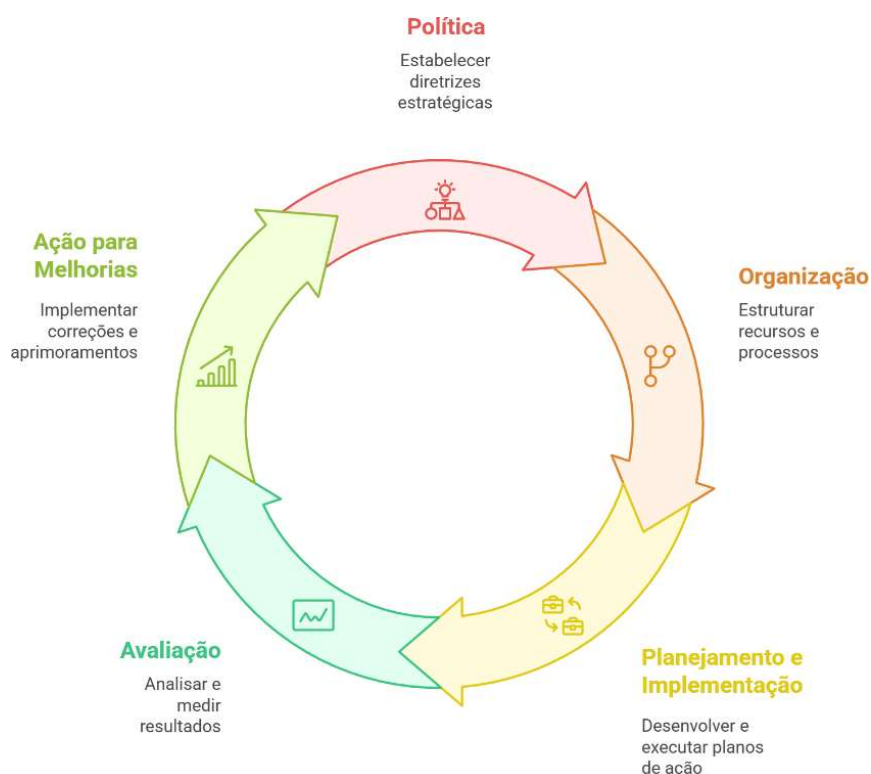 Política
Estabelecer
diretrizes
estratégicas
Organização
Estruturar
recursos e
processos
Planejamento e
Implementação
Desenvolver e
executar planos
de ação
Avaliação
Analisar e
medir
resultados
Ação para
Melhorias
Implementar
correções e
aprimoramentos